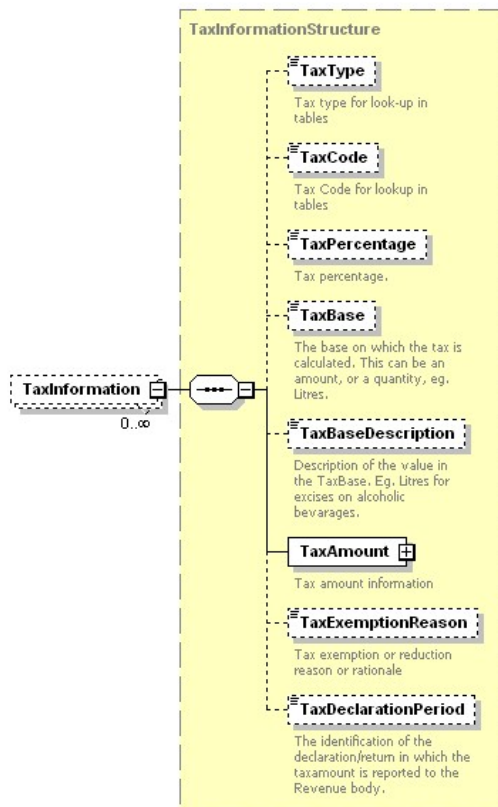 TaxInformationStructure
TaxType
Tax type for look-up in
tables
TaxCode
Tax Code for lookup in
tables
TaxPercentage
Tax percentage.
TaxBase
The base on which the tax is
calculated. This can be an
amount, or a quantity, eg.
Litres.
TaxInformation
0..∞
TaxBaseDescription
Description of the value in
the TaxBase. Eg. Litres for
excises on alcoholic
bevarages.
TaxAmount
Tax amount information
TaxExemptionReason
Tax exemption or reduction
reason or rationale
TaxDeclarationPeriod
The identification of the
declaration/return in which the
taxamount is reported to the
Revenue body.